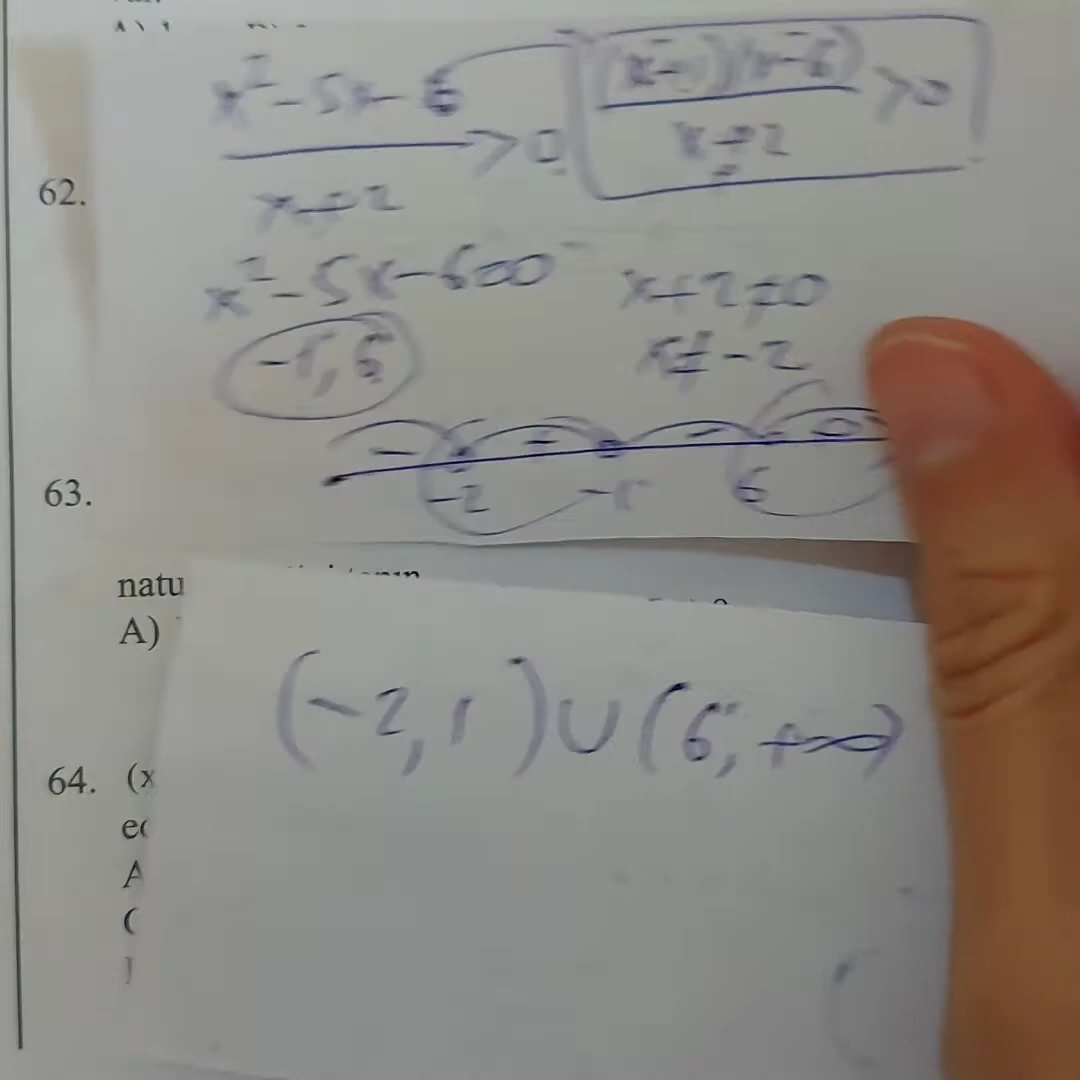 x² - 5x - 6 / x + 2 > 0 (x+1)(x-6) / x + 2 > 0
62.
x² - 5x - 6 = 0 x + 2 ≠ 0
-1, 6 x ≠ -2
- + - +
-2 -1 6
63.
natu
A)
(-2, 1) ∪ (6, +∞)
64. (x
ec
A
C